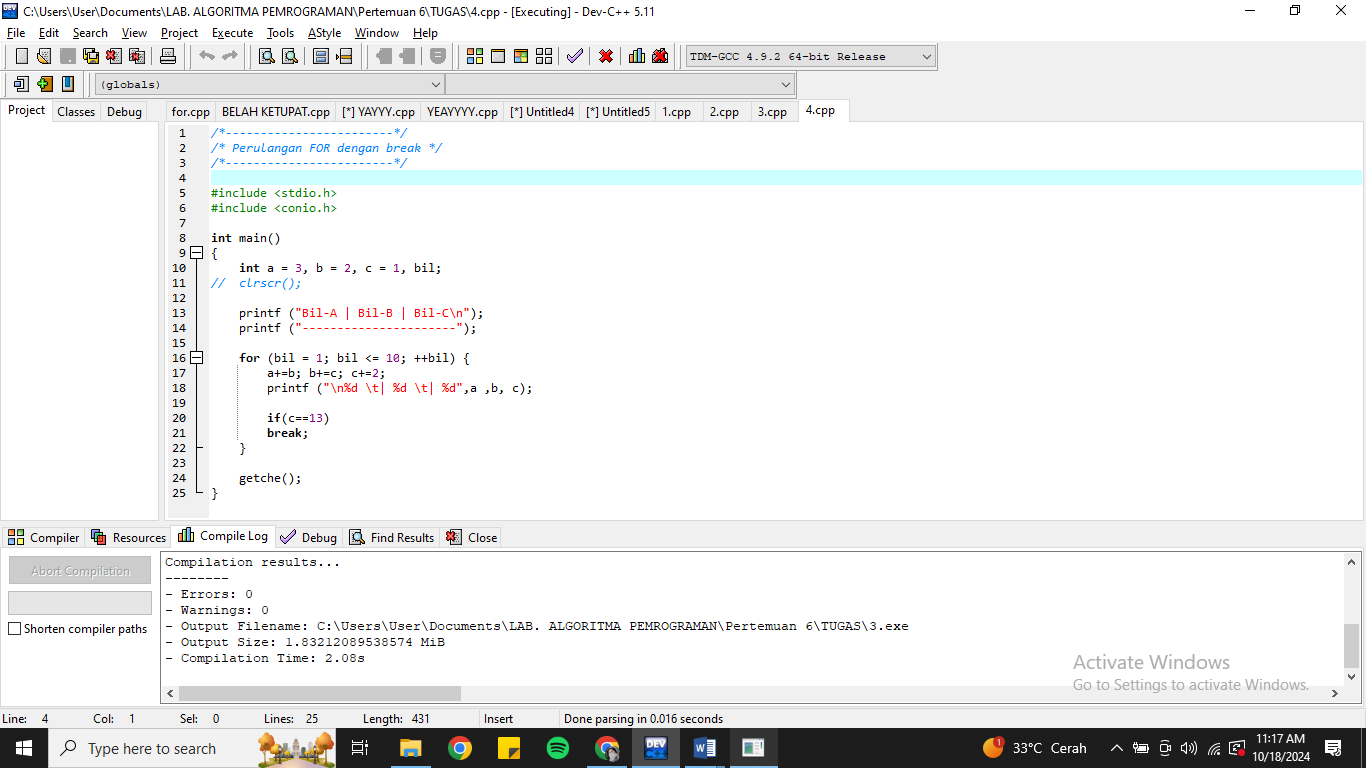 C:\Users\User\Documents\LAB. ALGORITMA PEMROGRAMAN\Pertemuan 6\TUGAS\4.cpp - [Executing] - Dev-C++ 5.11
File Edit Search View Project Execute Tools AStyle Window Help
TDM-GCC 4.9.2 64-bit Release
(globals)
Project Classes Debug
for.cpp BELAH KETUPAT.cpp [*] YAYYY.cpp YEAYYYY.cpp [*] Untitled4 [*] Untitled5 1.cpp 2.cpp 3.cpp 4.cpp
1 /*------------------------*/
2 /* Perulangan FOR dengan break */
3 /*------------------------*/
4
5 #include <stdio.h>
6 #include <conio.h>
7
8 int main()
9 {
10 int a = 3, b = 2, c = 1, bil;
11 // clrscr();
12
13 printf ("Bil-A | Bil-B | Bil-C\n");
14 printf ("----------------------");
15
16 for (bil = 1; bil <= 10; ++bil) {
17 a+=b; b+=c; c+=2;
18 printf ("\n%d \t| %d \t| %d",a ,b, c);
19
20 if(c==13)
21 break;
22 }
23
24 getche();
25 }
Compiler Resources Compile Log Debug Find Results Close
Abort Compilation
Shorten compiler paths
Compilation results...
--------
- Errors: 0
- Warnings: 0
- Output Filename: C:\Users\User\Documents\LAB. ALGORITMA PEMROGRAMAN\Pertemuan 6\TUGAS\3.exe
- Output Size: 1.83212089538574 MiB
- Compilation Time: 2.08s
Activate Windows
Go to Settings to activate Windows.
Line: 4 Col: 1 Sel: 0 Lines: 25 Length: 431 Insert Done parsing in 0.016 seconds
Type here to search
DEV
1
33°C Cerah
11:17 AM
10/18/2024